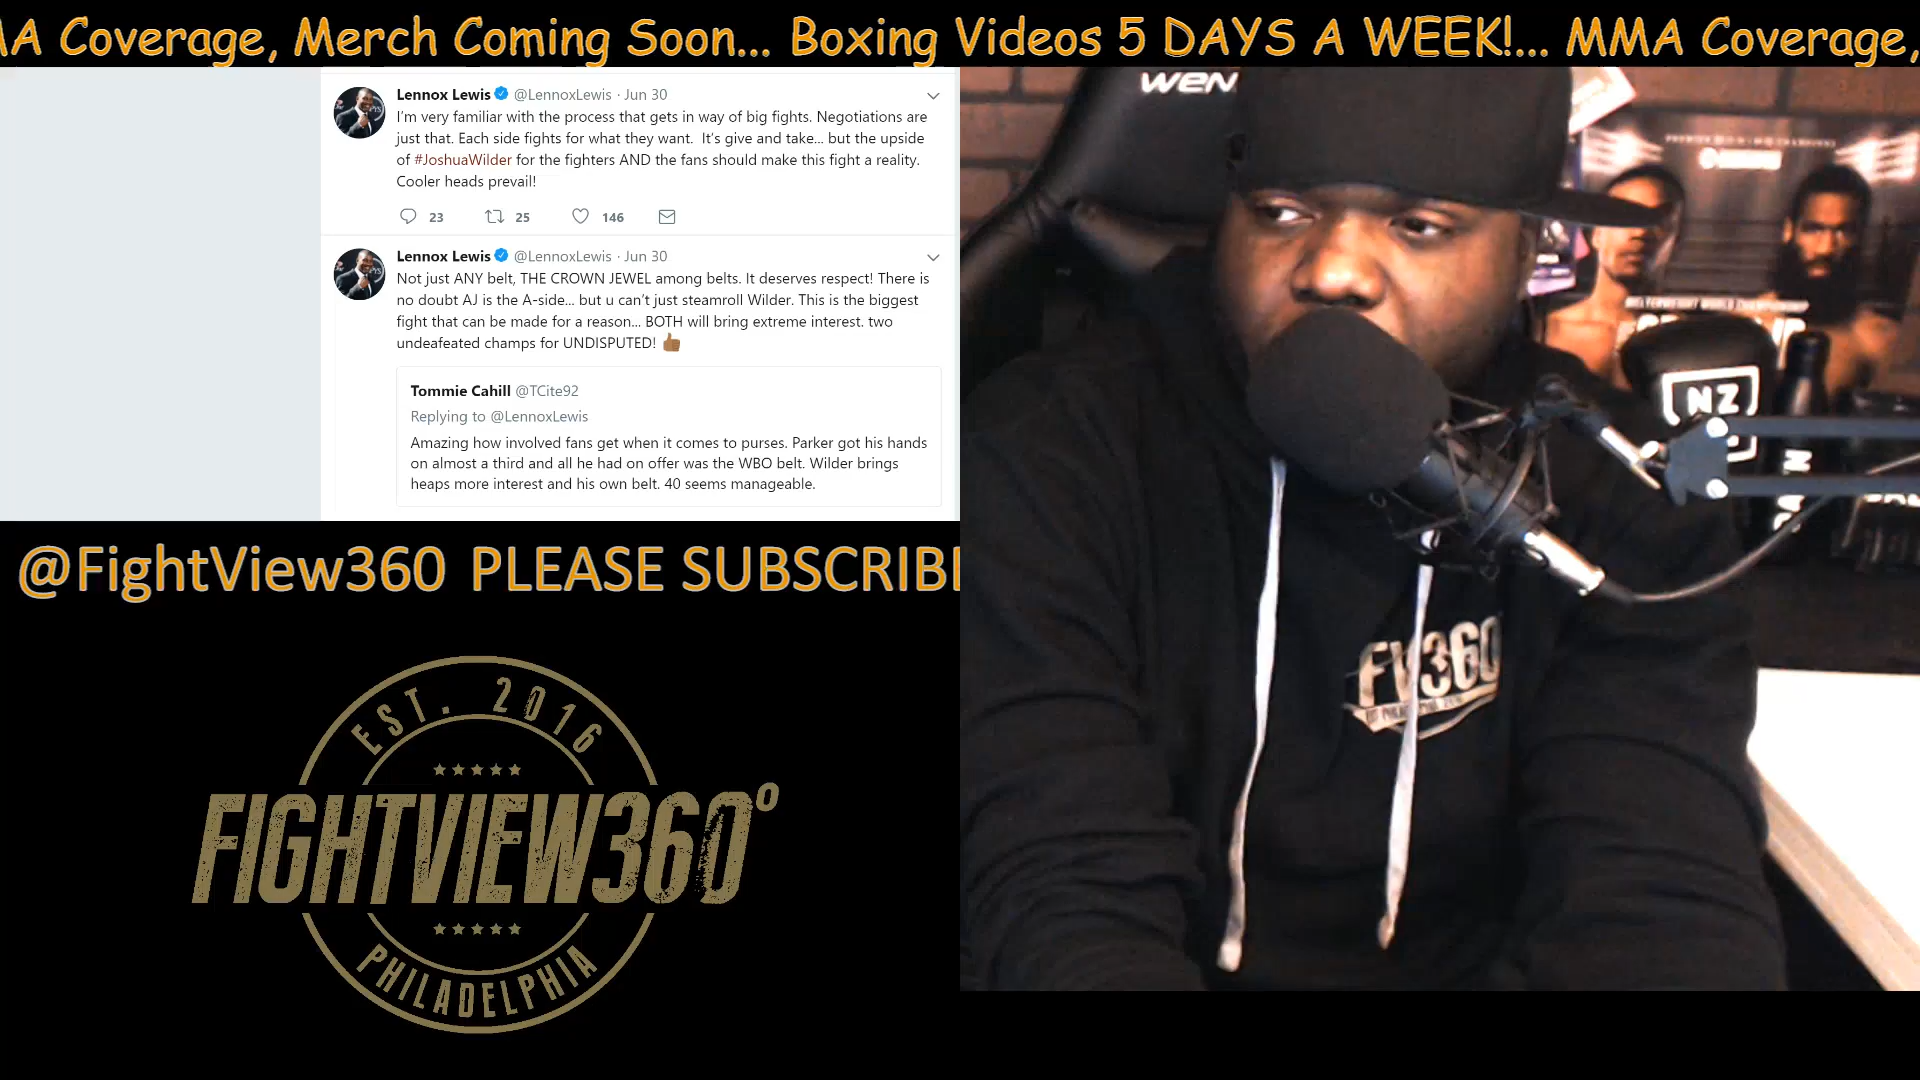 A Coverage, Merch Coming Soon... Boxing Videos 5 DAYS A WEEK!... MMA Coverage,
Lennox Lewis @LennoxLewis · Jun 30
I'm very familiar with the process that gets in way of big fights. Negotiations are
just that. Each side fights for what they want. It's give and take... but the upside
of #JoshuaWilder for the fighters AND the fans should make this fight a reality.
Cooler heads prevail!
23 25 146
Lennox Lewis @LennoxLewis · Jun 30
Not just ANY belt, THE CROWN JEWEL among belts. It deserves respect! There is
no doubt AJ is the A-side... but u can't just steamroll Wilder. This is the biggest
fight that can be made for a reason... BOTH will bring extreme interest. two
undeafeated champs for UNDISPUTED!
Tommie Cahill @TCite92
Replying to @LennoxLewis
Amazing how involved fans get when it comes to purses. Parker got his hands
on almost a third and all he had on offer was the WBO belt. Wilder brings
heaps more interest and his own belt. 40 seems manageable.
@FightView360 PLEASE SUBSCRIBE
EST. 2016
FIGHTVIEW360°
PHILADELPHIA
WEN
NZ
FV360